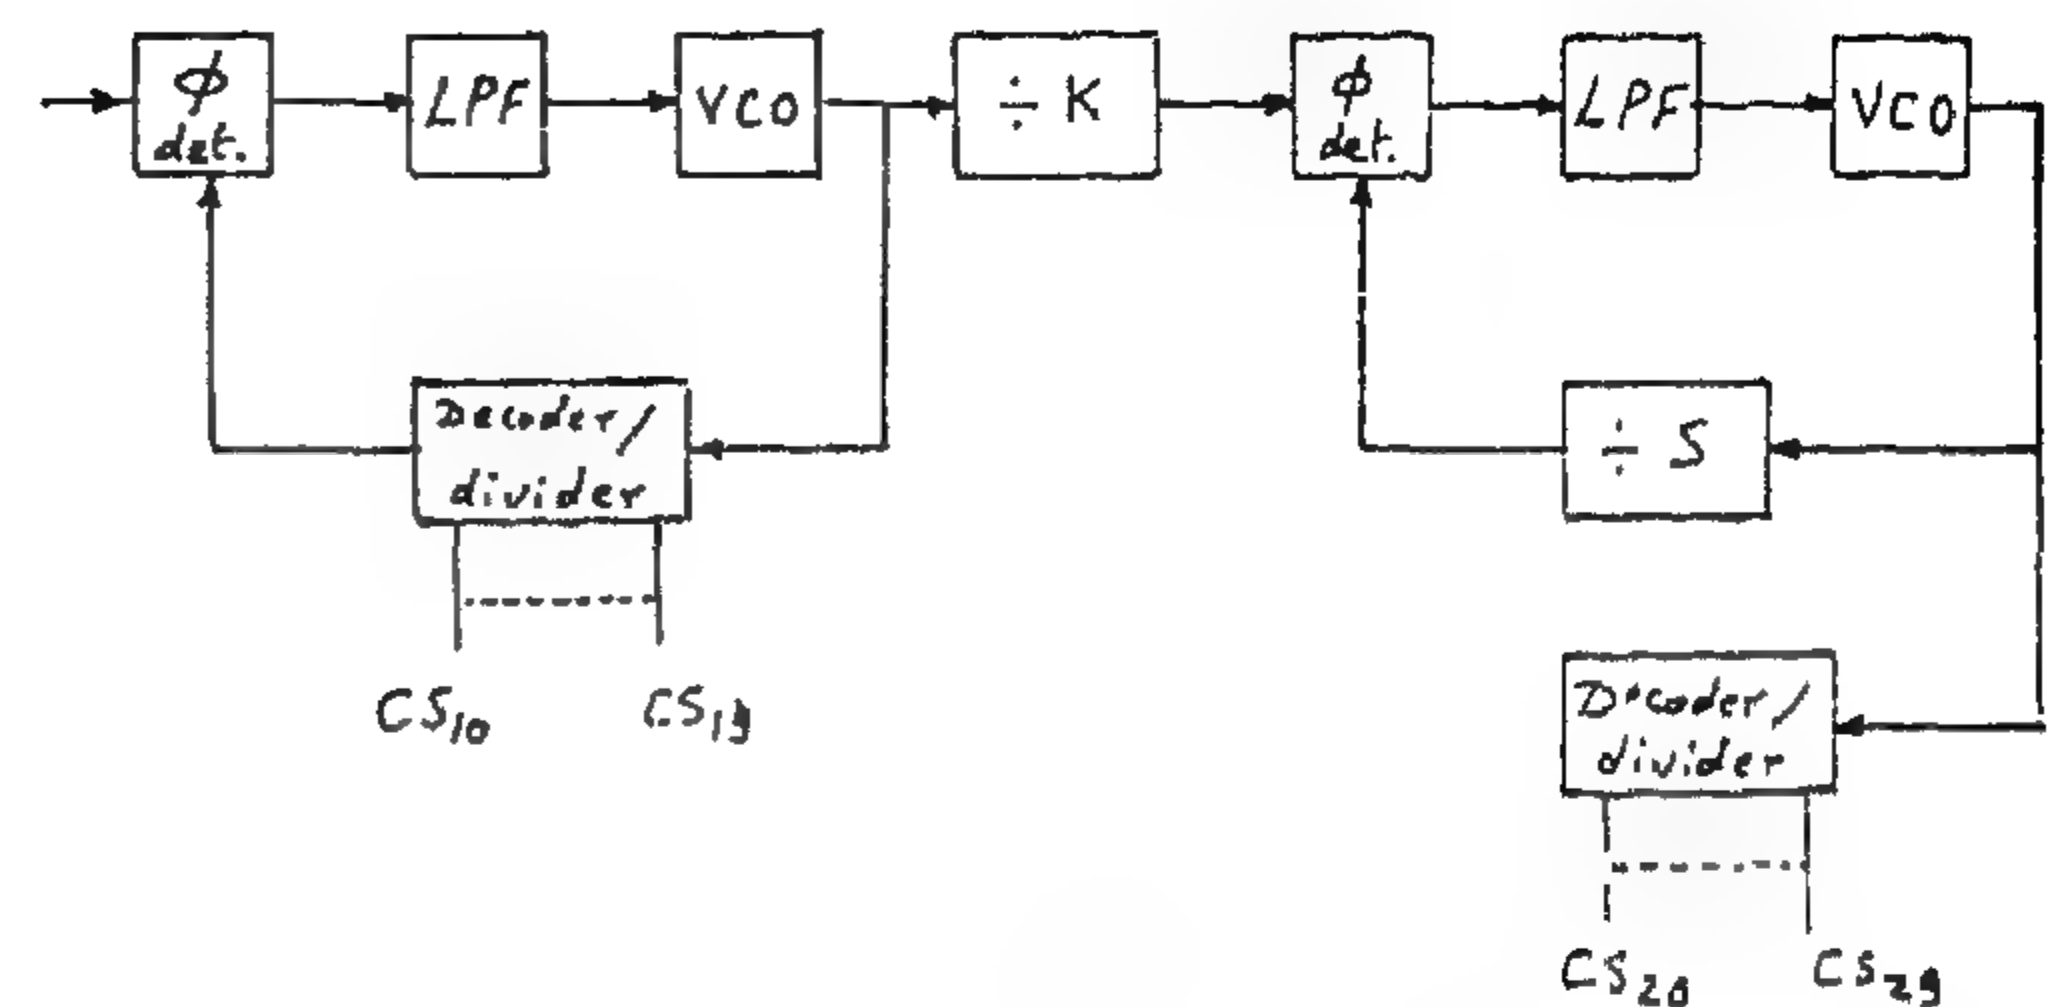 ϕ
det.
LPF
VCO
÷ K
ϕ
det.
LPF
VCO
Decoder/
divider
÷ S
CS₁₀
CS₁₉
Decoder/
divider
CS₂₀
CS₂₉